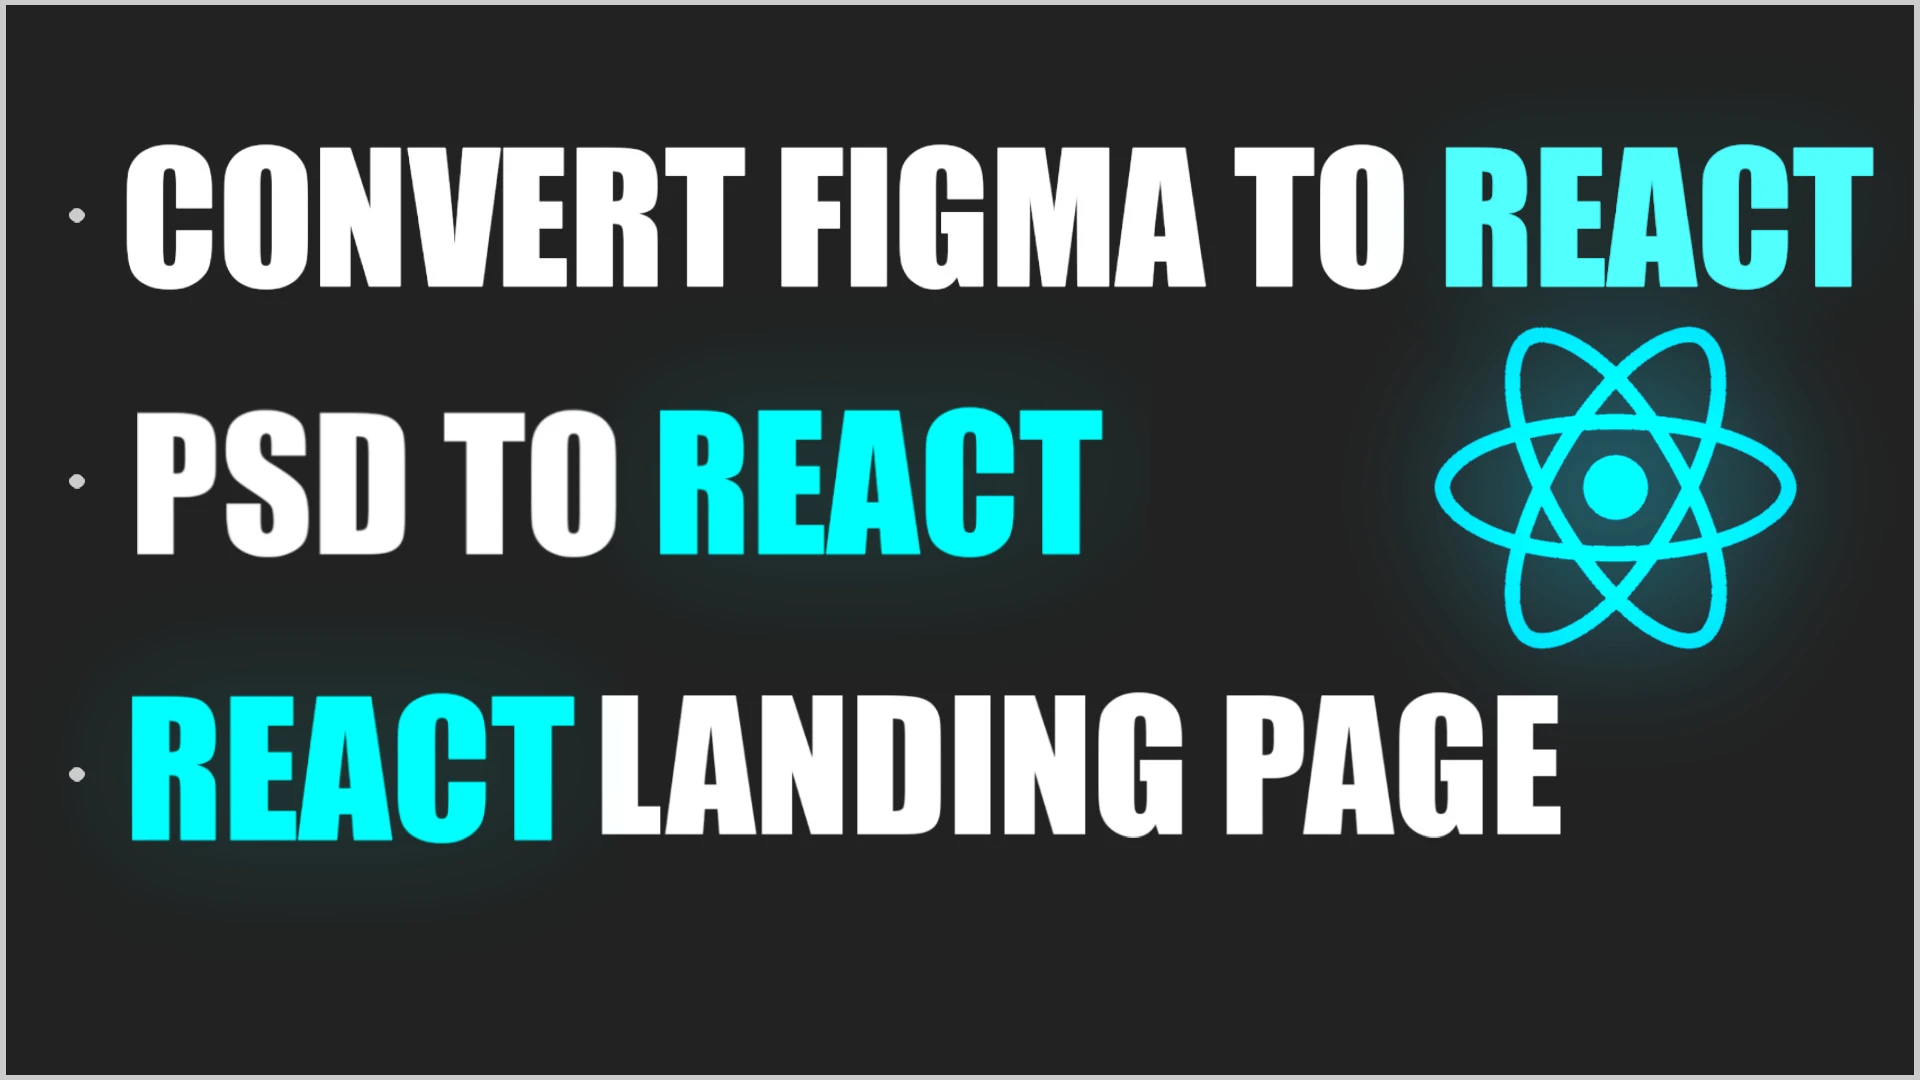 • CONVERT FIGMA TO REACT
• PSD TO REACT
• REACT LANDING PAGE